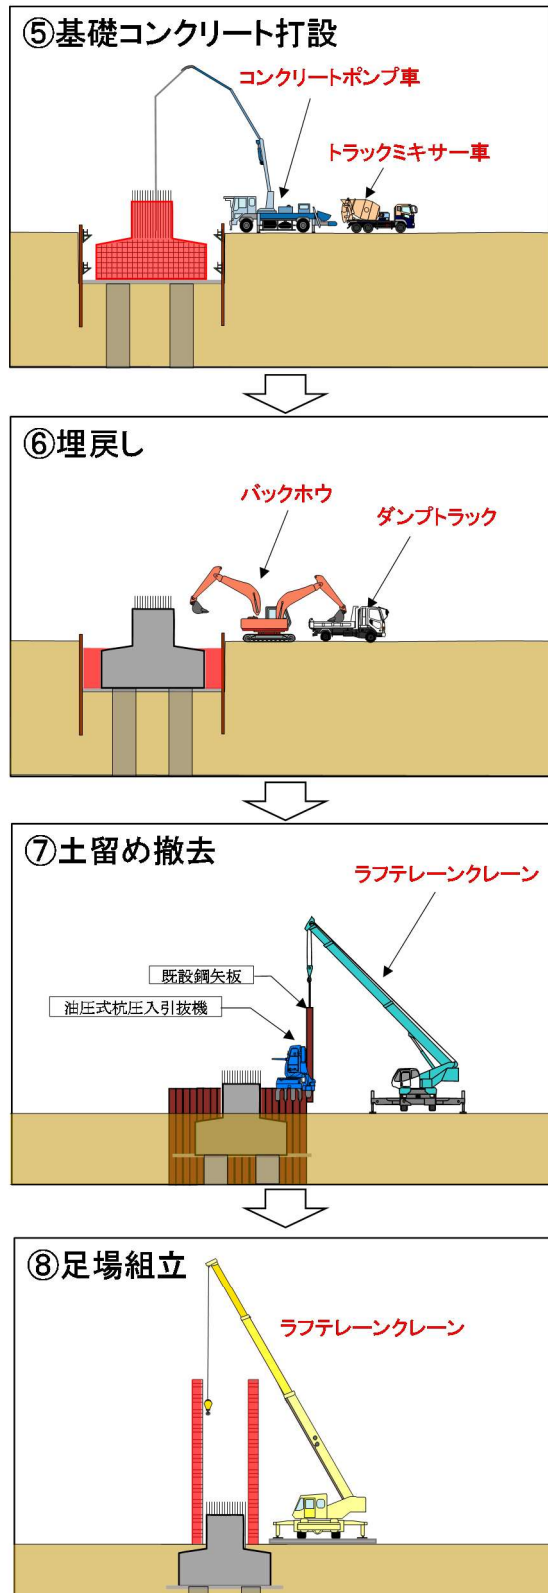 ⑤基礎コンクリート打設
コンクリートポンプ車
トラックミキサー車
⑥埋戻し
バックホウ
ダンプトラック
⑦土留め撤去
ラフテレーンクレーン
既設鋼矢板
油圧式杭圧入引抜機
⑧足場組立
ラフテレーンクレーン